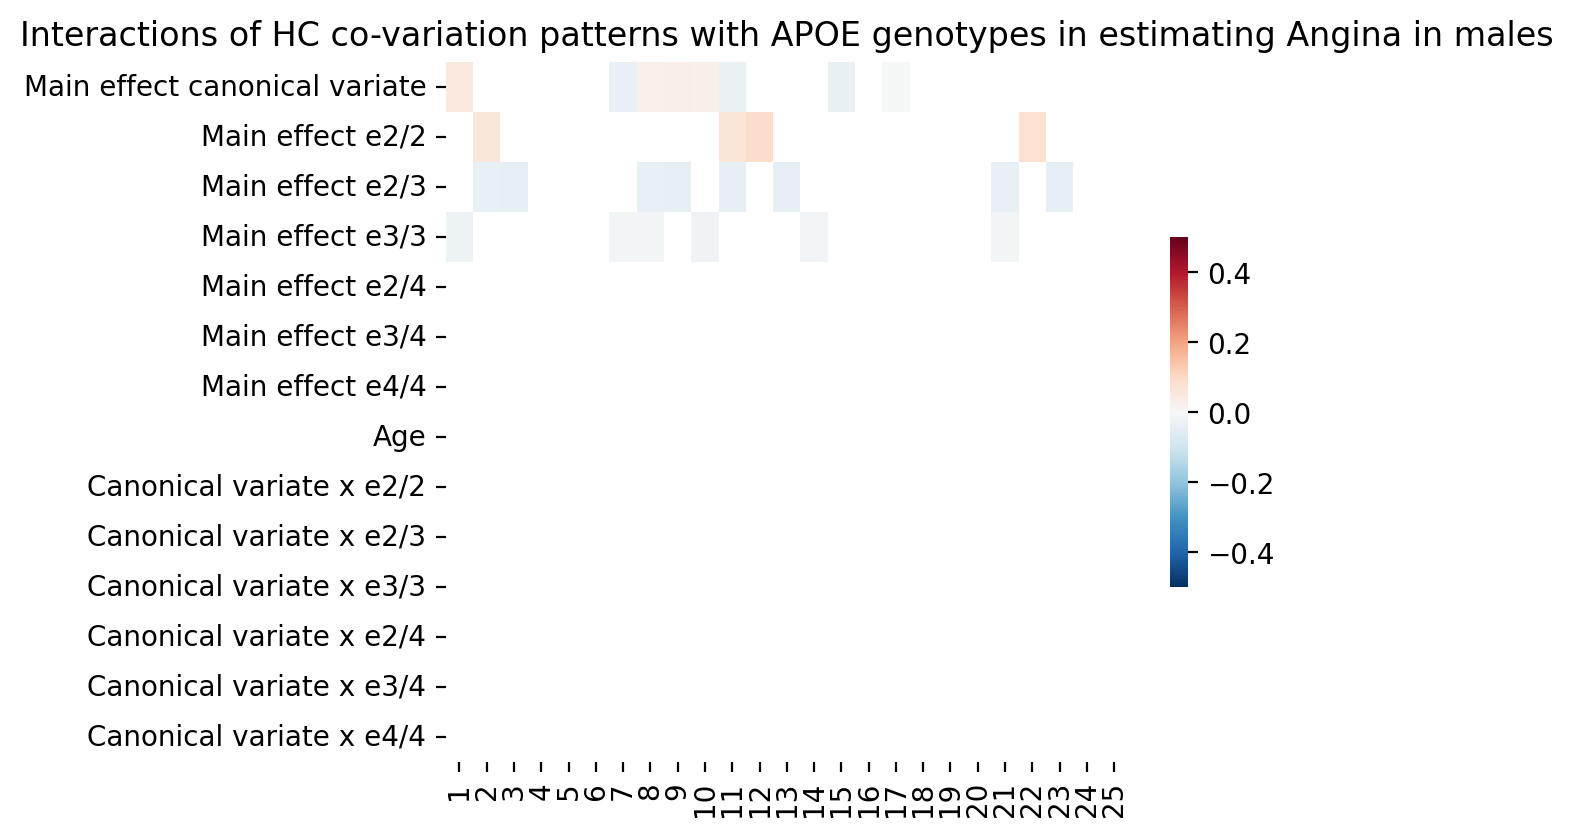 Interactions of HC co-variation patterns with APOE genotypes in estimating Angina in males
Main effect canonical variate
Main effect e2/2
Main effect e2/3
Main effect e3/3
Main effect e2/4
Main effect e3/4
Main effect e4/4
Age
Canonical variate x e2/2
Canonical variate x e2/3
Canonical variate x e3/3
Canonical variate x e2/4
Canonical variate x e3/4
Canonical variate x e4/4
1
2
3
4
5
6
7
8
9
10
11
12
13
14
15
16
17
18
19
20
21
22
23
24
25
0.4
0.2
0.0
−0.2
−0.4